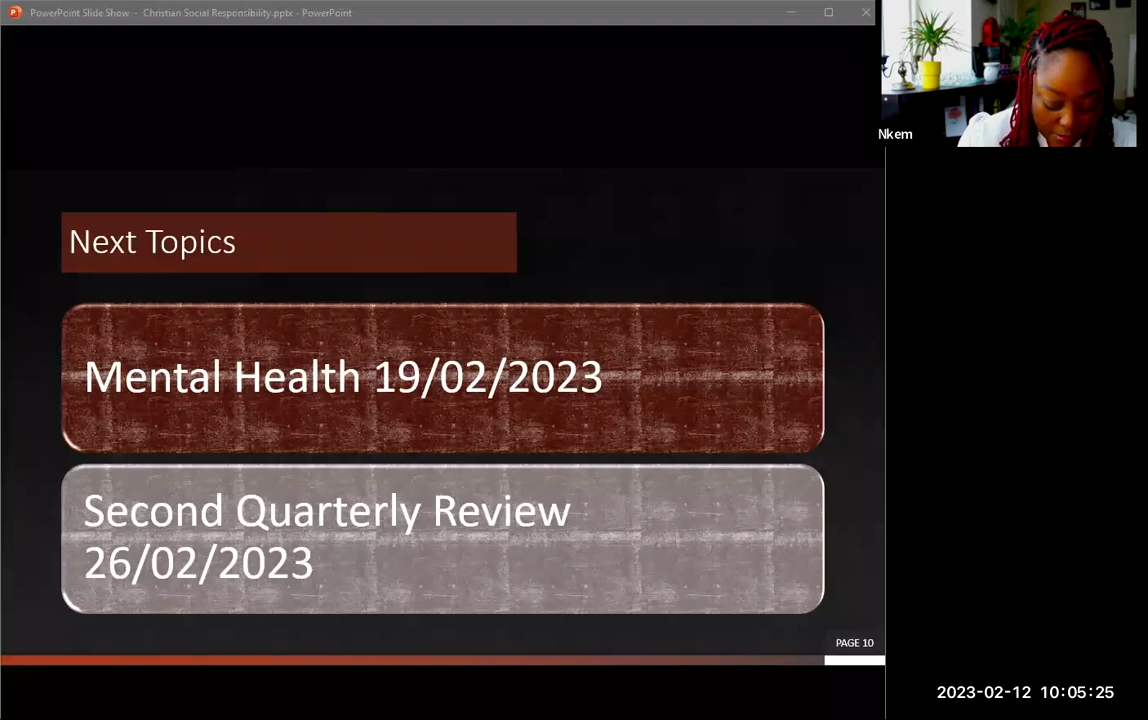 PowerPoint Slide Show - Christian Social Responsibility.pptx - PowerPoint
Nkem
Next Topics
Mental Health 19/02/2023
Second Quarterly Review
26/02/2023
PAGE 10
2023-02-12 10:05:25